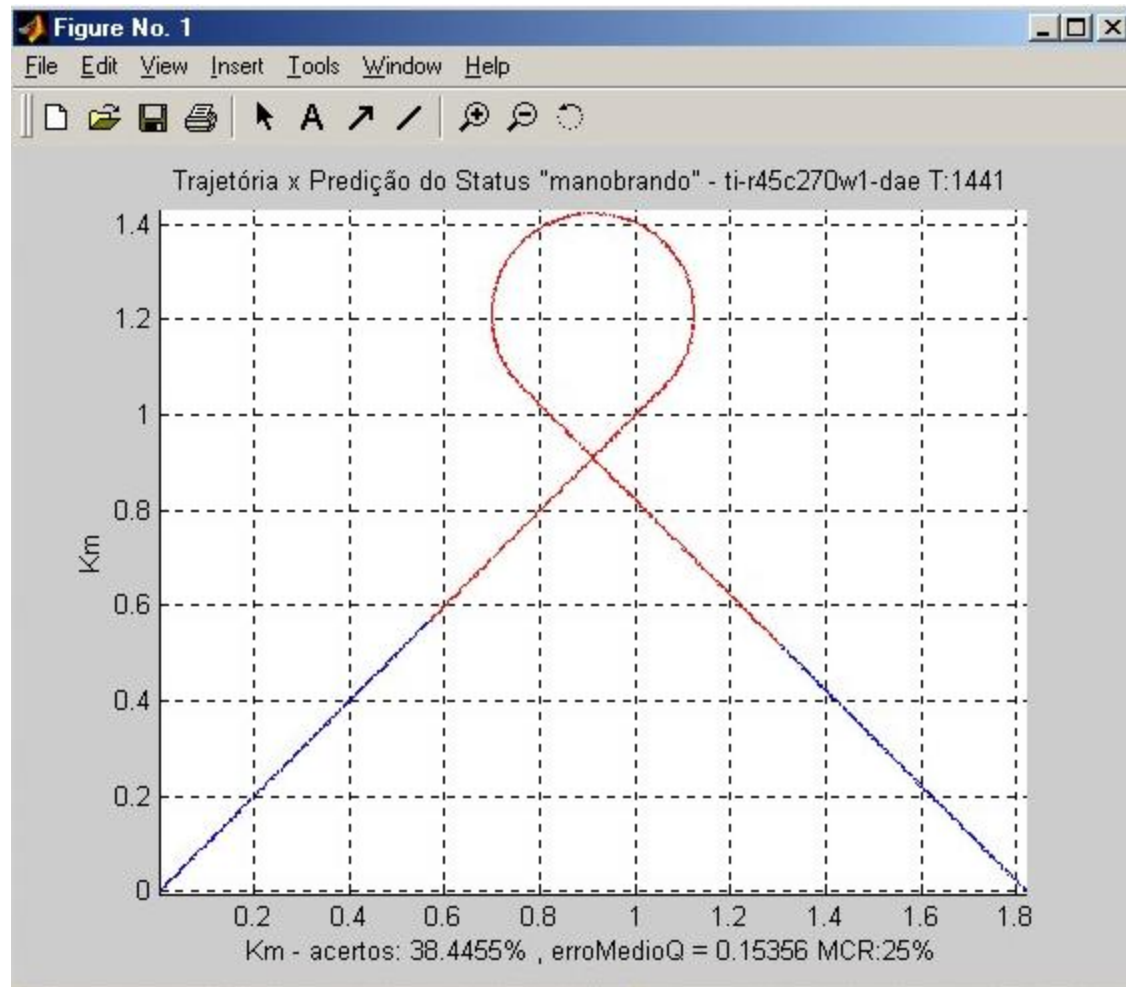 Figure No. 1
File Edit View Insert Tools Window Help
A
Trajetória x Predição do Status "manobrando" - ti-r45c270w1-dae T:1441
1.4
1.2
1
0.8
Km
0.6
0.4
0.2
0
0.2 0.4 0.6 0.8 1 1.2 1.4 1.6 1.8
Km - acertos: 38.4455% , erroMedioQ = 0.15356 MCR:25%